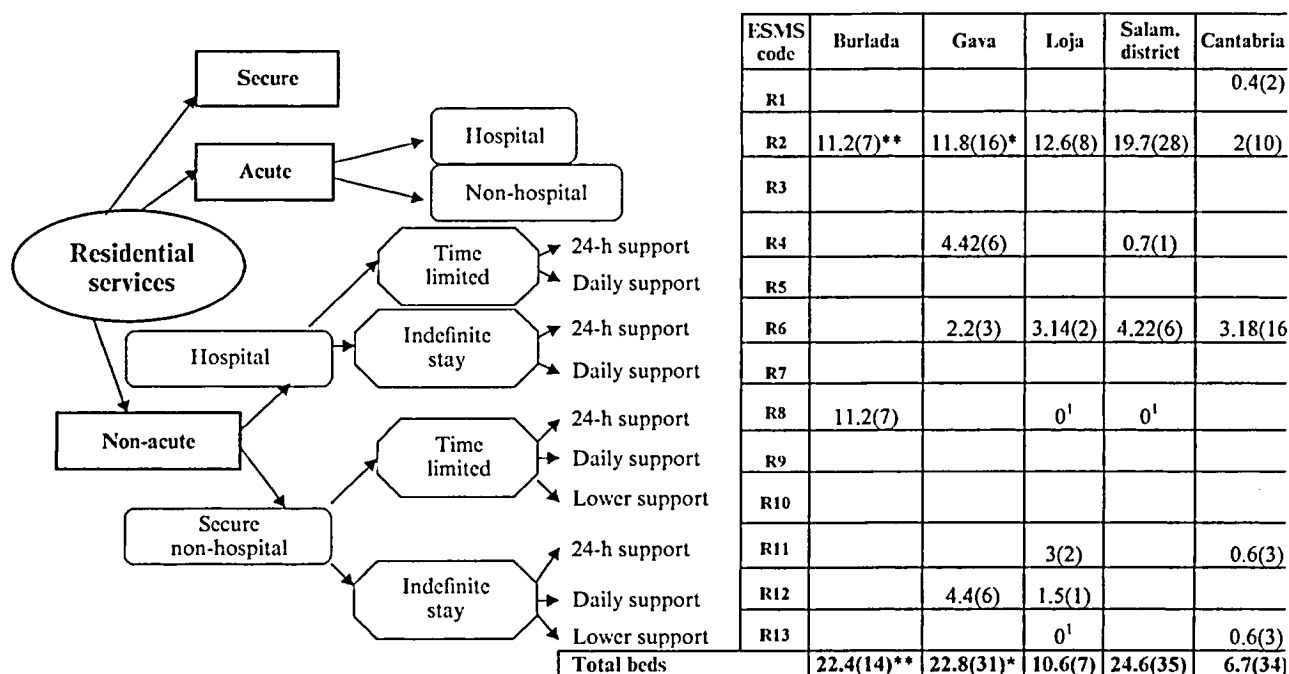 ESMS code Burlada Gava Loja Salam. district Cantabria
Secure
R1 0.4(2)
Acute
Hospital
R2 11.2(7)** 11.8(16)* 12.6(8) 19.7(28) 2(10)
Non-hospital
R3
Residential services
Time limited
24-h support R4 4.42(6) 0.7(1)
Daily support R5
Hospital
Indefinite stay
24-h support R6 2.2(3) 3.14(2) 4.22(6) 3.18(16
Daily support R7
Non-acute
Time limited
24-h support R8 11.2(7) 0¹ 0¹
Daily support R9
Lower support R10
Secure non-hospital
Indefinite stay
24-h support R11 3(2) 0.6(3)
Daily support R12 4.4(6) 1.5(1)
Lower support R13 0¹ 0.6(3)
Total beds 22.4(14)** 22.8(31)* 10.6(7) 24.6(35) 6.7(34)